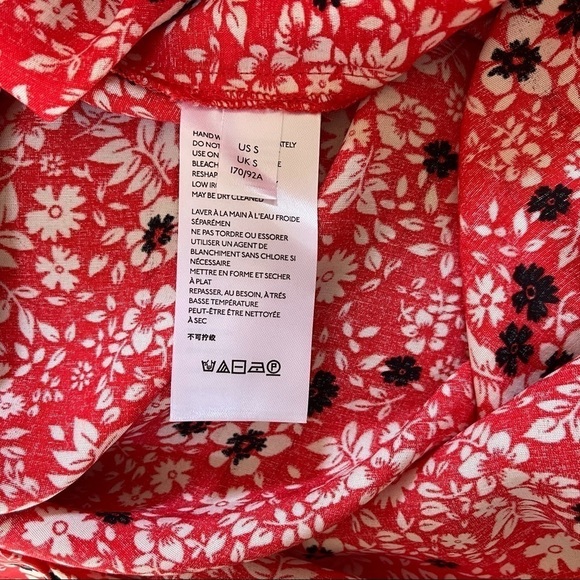 HAND W
DO NOT
USE ON
BLEACH
RESHAP
LOW IR
MAY BE DRY CLEANED
US S
UK S
170/92A
LAVER À LA MAIN À L'EAU FROIDE
SÉPARÉMEN
NE PAS TORDRE OU ESSORER
UTILISER UN AGENT DE
BLANCHIMENT SANS CHLORE SI
NÉCESSAIRE
METTRE EN FORME ET SECHER
À PLAT
REPASSER, AU BESOIN, À TRÈS
BASSE TEMPÉRATURE
PEUT-ÊTRE ÊTRE NETTOYÉE
À SEC
不可拧绞